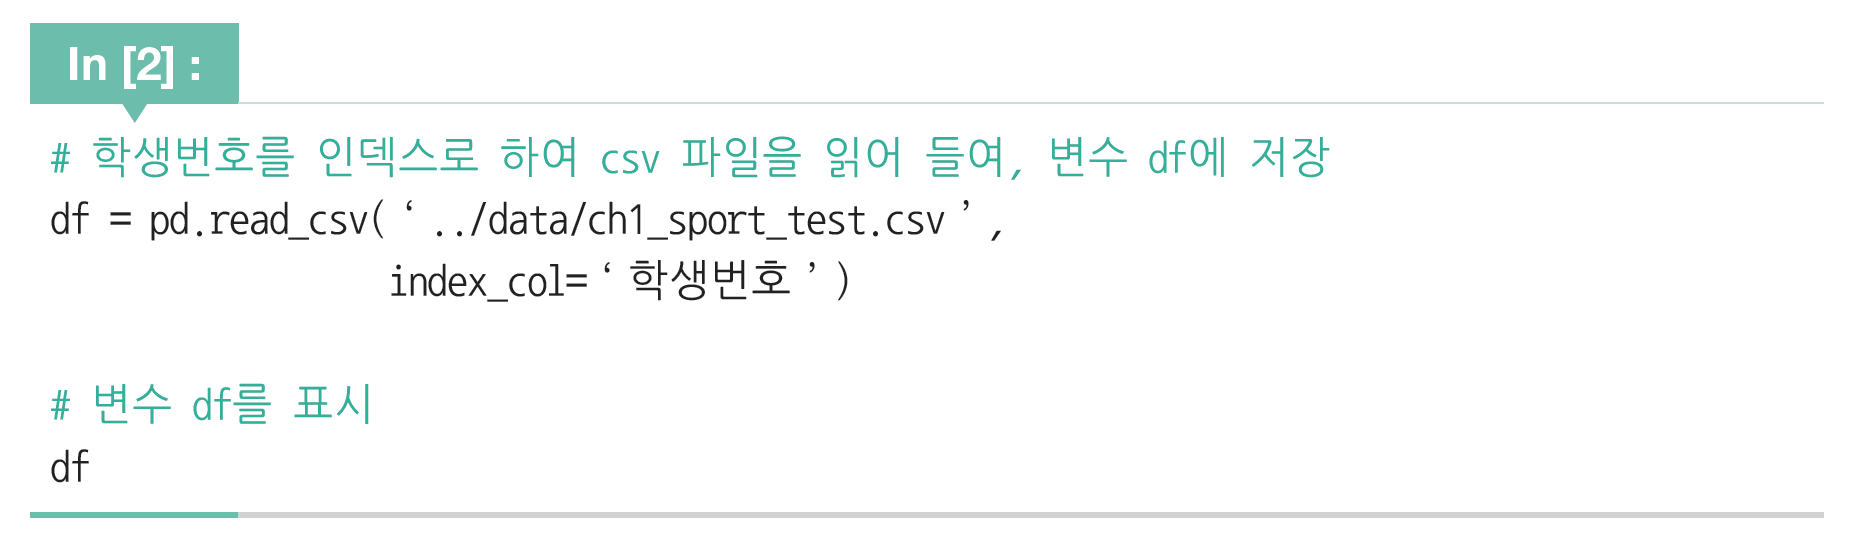 In [2] :
# 학생번호를 인덱스로 하여 csv 파일을 읽어 들여, 변수 df에 저장
df = pd.read_csv(‘../data/ch1_sport_test.csv’,
index_col=‘학생번호’)
# 변수 df를 표시
df